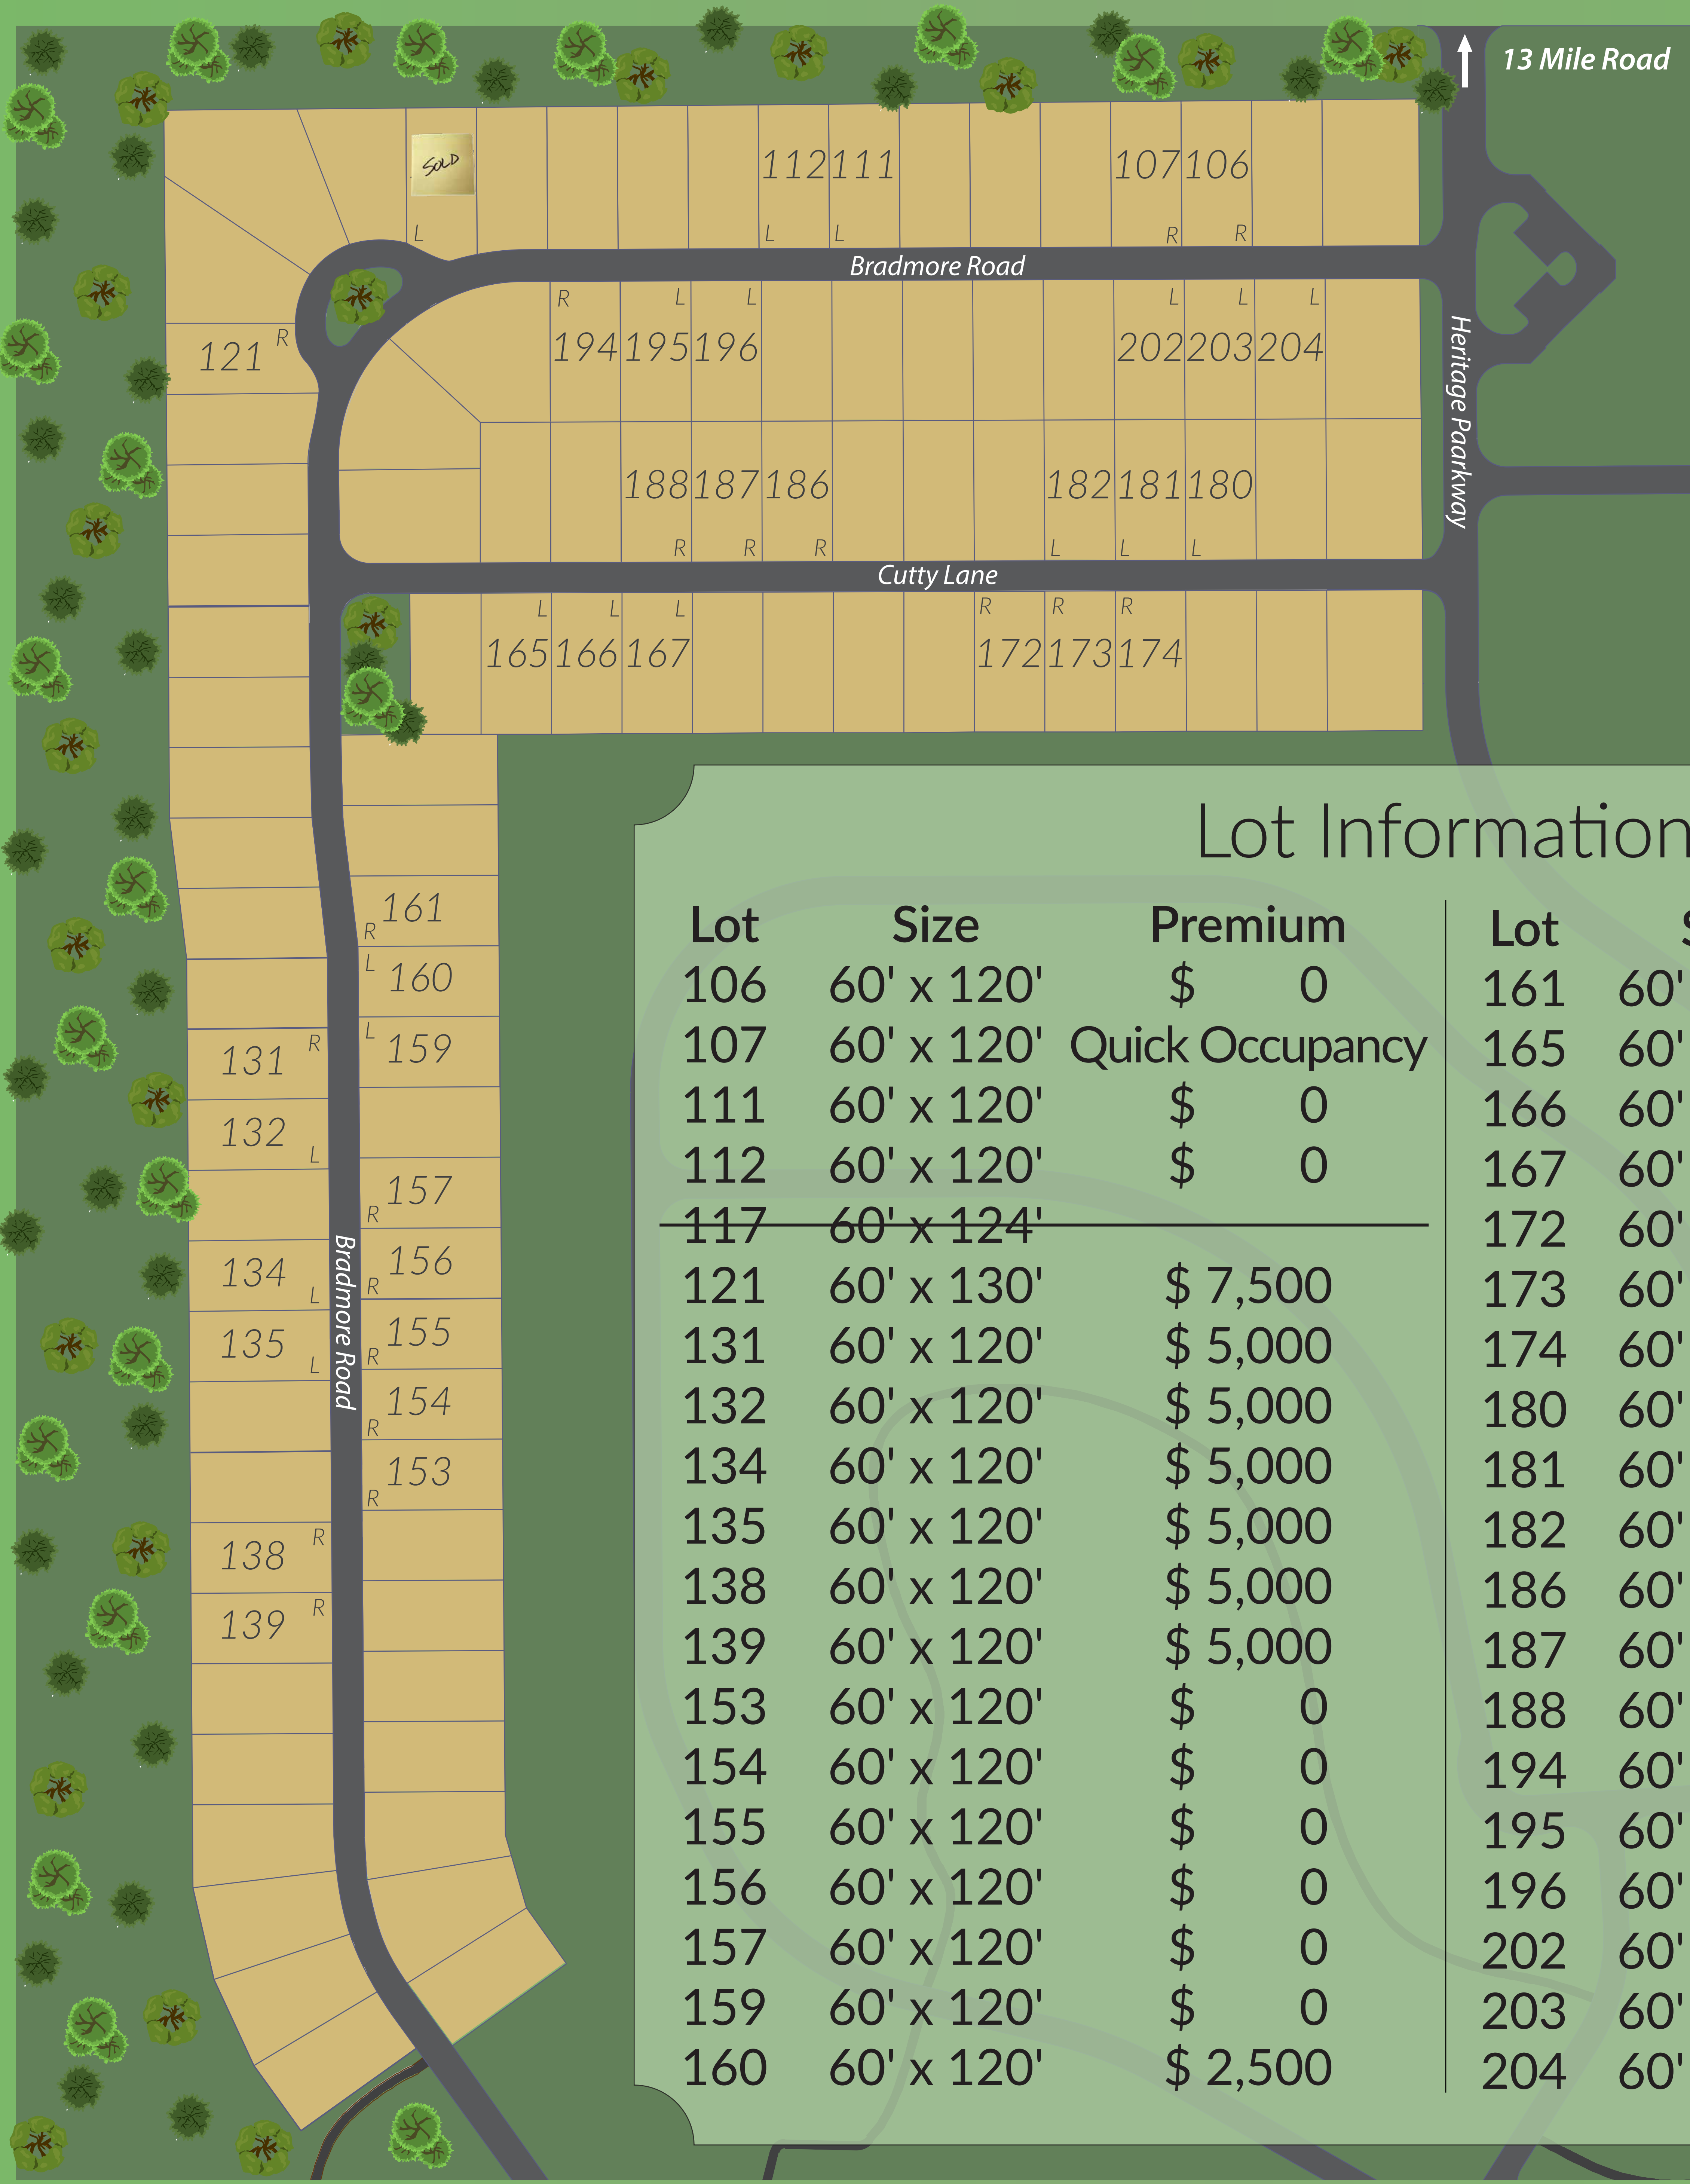 13 Mile Road
SOLD
112 111 107 106
L L L R R
Bradmore Road
R L L L L L
194 195 196 202 203 204
121 R
Heritage Paarkway
188 187 186 182 181 180
R R R L L L
Cutty Lane
L L L R R R
165 166 167 172 173 174
161
R
L 160
L 159
131 R
132 L
157
R
156
R
134 L
155
R
135 L
154
R
153
R
Bradmore Road
138 R
139 R
Lot Information
Lot Size Premium
106 60' x 120' $ 0
107 60' x 120' Quick Occupancy
111 60' x 120' $ 0
112 60' x 120' $ 0
117 60' x 124'
121 60' x 130' $ 7,500
131 60' x 120' $ 5,000
132 60' x 120' $ 5,000
134 60' x 120' $ 5,000
135 60' x 120' $ 5,000
138 60' x 120' $ 5,000
139 60' x 120' $ 5,000
153 60' x 120' $ 0
154 60' x 120' $ 0
155 60' x 120' $ 0
156 60' x 120' $ 0
157 60' x 120' $ 0
159 60' x 120' $ 0
160 60' x 120' $ 2,500
Lot
161 60'
165 60'
166 60'
167 60'
172 60'
173 60'
174 60'
180 60'
181 60'
182 60'
186 60'
187 60'
188 60'
194 60'
195 60'
196 60'
202 60'
203 60'
204 60'